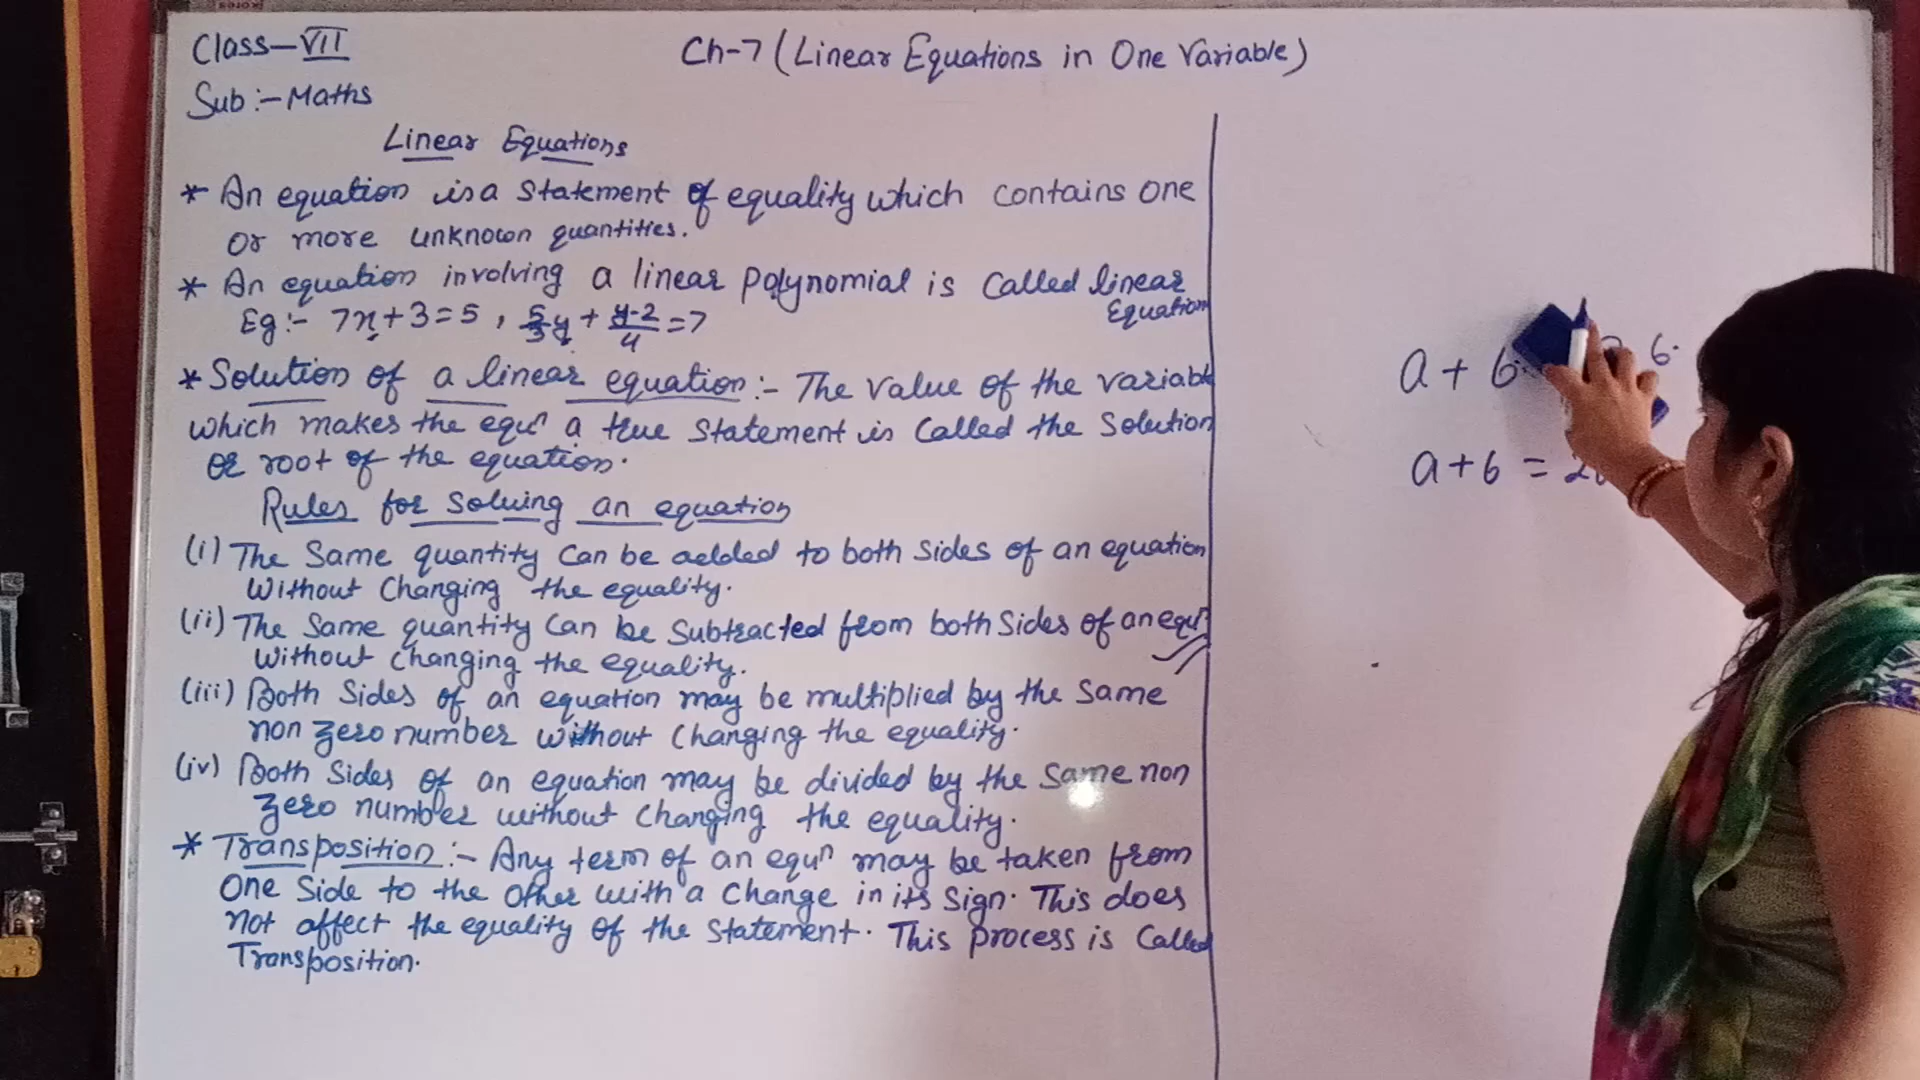 Class-VII
Ch-7 (Linear Equations in One Variable)
Sub:- Maths
Linear Equations
* An equation is a statement of equality which contains one
or more unknown quantities.
* An equation involving a linear polynomial is called linear
Equation
Eg:- 7x+3=5, 5/3y + y-2/4 =7
* Solution of a linear equation:- The value of the variable
which makes the equⁿ a true statement is called the solution
or root of the equation.
Rules for solving an equation
(i) The same quantity can be added to both sides of an equation
without changing the equality.
(ii) The same quantity can be subtracted from both sides of an equⁿ
without changing the equality.
(iii) Both sides of an equation may be multiplied by the same
non zero number without changing the equality.
(iv) Both sides of an equation may be divided by the same non
zero number without changing the equality.
* Transposition:- Any term of an equⁿ may be taken from
one side to the other with a change in its sign. This does
not affect the equality of the statement. This process is called
Transposition.
a + 6
6.
a+6 =